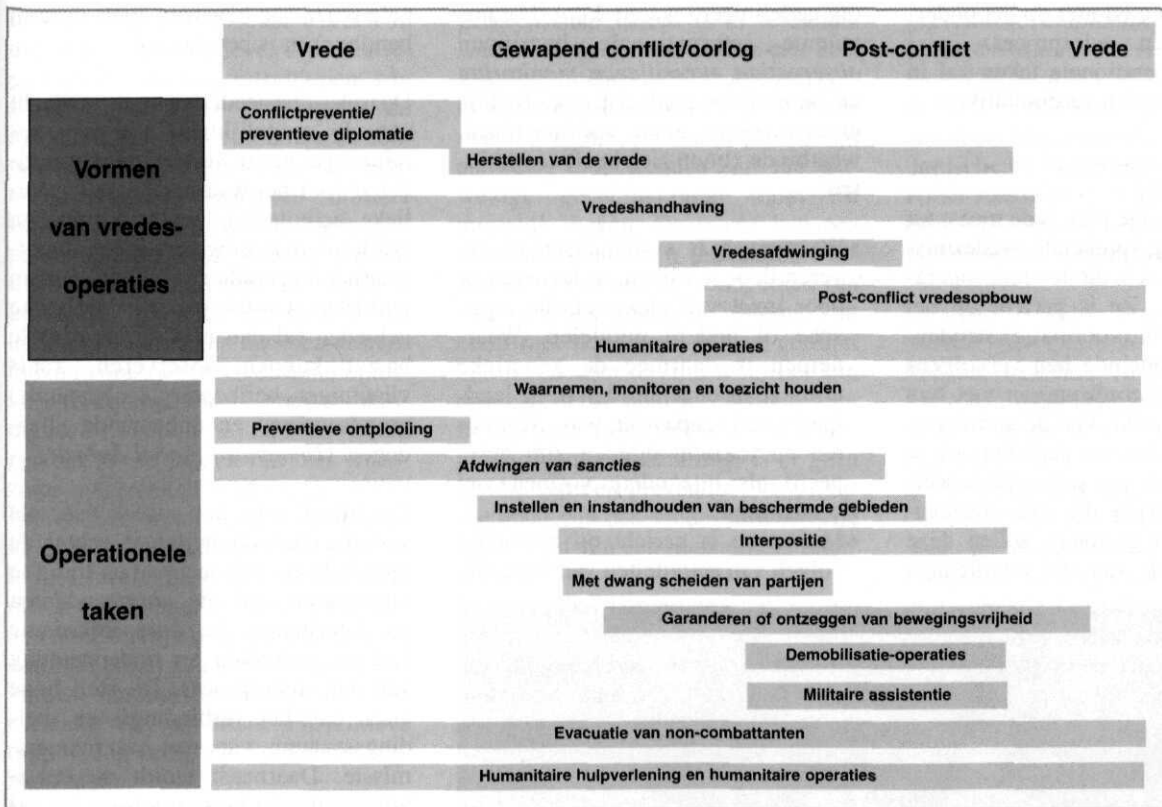 Vrede Gewapend conflict/oorlog Post-conflict Vrede
Vormen
van vredes-
operaties
Conflictpreventie/
preventieve diplomatie
Herstellen van de vrede
Vredeshandhaving
Vredesafdwinging
Post-conflict vredesopbouw
Humanitaire operaties
Operationele
taken
Waarnemen, monitoren en toezicht houden
Preventieve ontplooiing
Afdwingen van sancties
Instellen en instandhouden van beschermde gebieden
Interpositie
Met dwang scheiden van partijen
Garanderen of ontzeggen van bewegingsvrijheid
Demobilisatie-operaties
Militaire assistentie
Evacuatie van non-combattanten
Humanitaire hulpverlening en humanitaire operaties